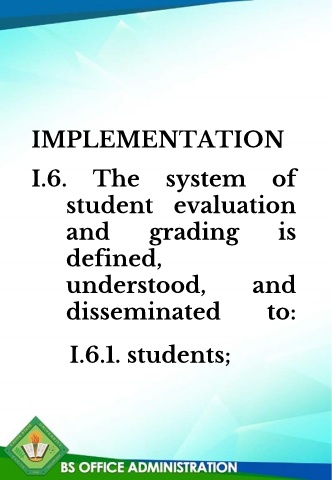 IMPLEMENTATION
I.6. The system of
student evaluation
and grading is
defined,
understood, and
disseminated to:
I.6.1. students;
BS OFFICE ADMINISTRATION